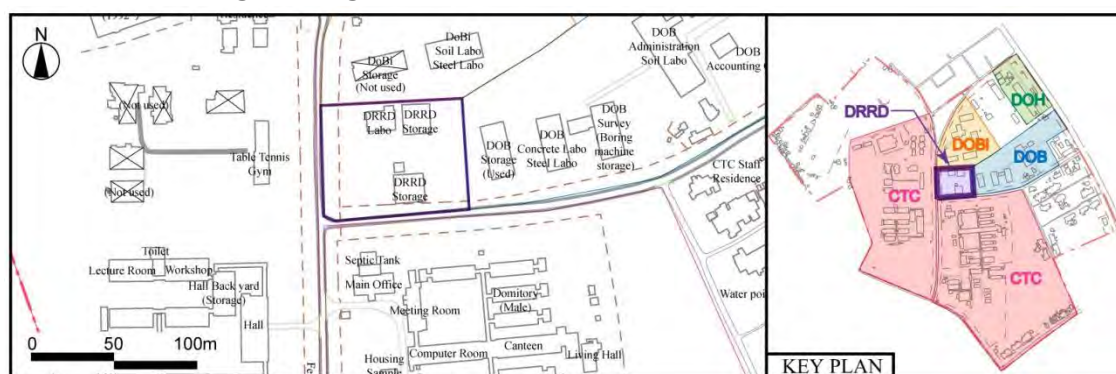 (1992 )
N
DoBi
Storage
(Not used)
DoBi
Soil Labo
Steel Labo
DOB
Administration
Soil Labo
DOB
Accounting
(Not used)
(Not used)
Table Tennis
Gym
DRRD
Labo
DRRD
Storage
DRRD
Storage
DOB
Storage
(Used)
DOB
Concrete Labo
Steel Labo
DOB
Survey
(Boring
machine
storage)
CTC Staff
Residence
Toilet
Lecture Room
Workshop
Hall Back yard
(Storage)
Hall
Septic Tank
Main Office
Meeting Room
Domitory
(Male)
Water poi
Computer Room
Canteen
Living Hall
Housing
Sample
0 50 100m
DRRD
DOBI
DOH
DOB
CTC
CTC
KEY PLAN